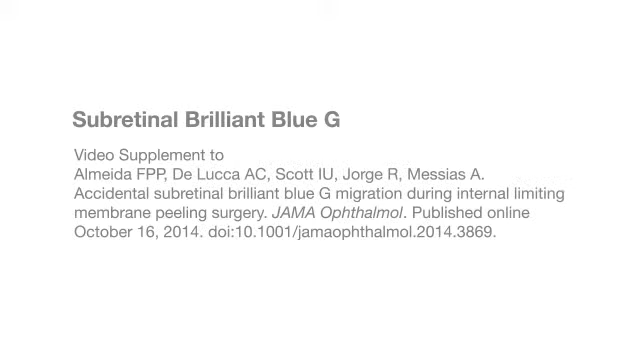 Subretinal Brilliant Blue G
Video Supplement to
Almeida FPP, De Lucca AC, Scott IU, Jorge R, Messias A.
Accidental subretinal brilliant blue G migration during internal limiting
membrane peeling surgery. JAMA Ophthalmol. Published online
October 16, 2014. doi:10.1001/jamaophthalmol.2014.3869.